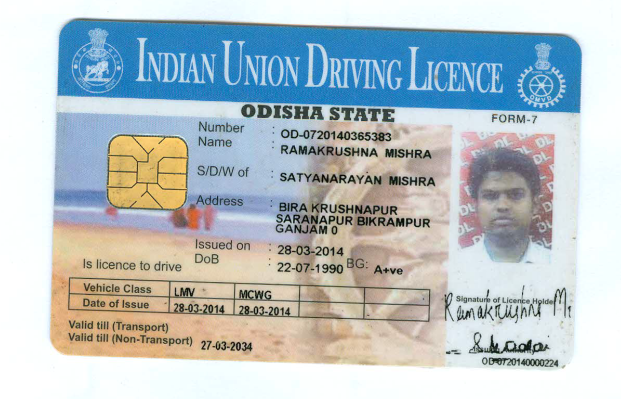 INDIAN UNION DRIVING LICENCE
ODISHA STATE
FORM-7
Number : OD-0720140365383
Name : RAMAKRUSHNA MISHRA
S/D/W of : SATYANARAYAN MISHRA
Address : BIRA KRUSHNAPUR
SARANAPUR BIKRAMPUR
GANJAM 0
Issued on : 28-03-2014
DoB : 22-07-1990 BG: A+ve
Is licence to drive
Vehicle Class LMV MCWG
Date of Issue 28-03-2014 28-03-2014
Valid till (Transport)
Valid till (Non-Transport) 27-03-2034
Signature of Licence Holder
Ramakrushna Mi
OD-0720140000224